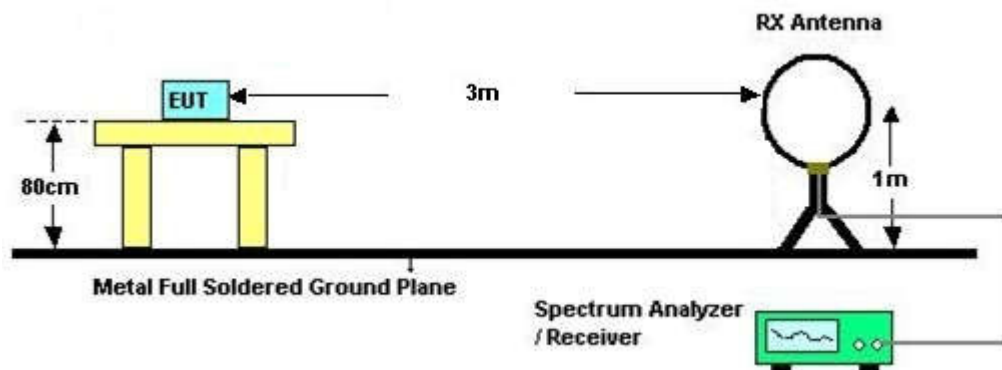 RX Antenna
EUT
3m
80cm
1m
Metal Full Soldered Ground Plane
Spectrum Analyzer
/ Receiver